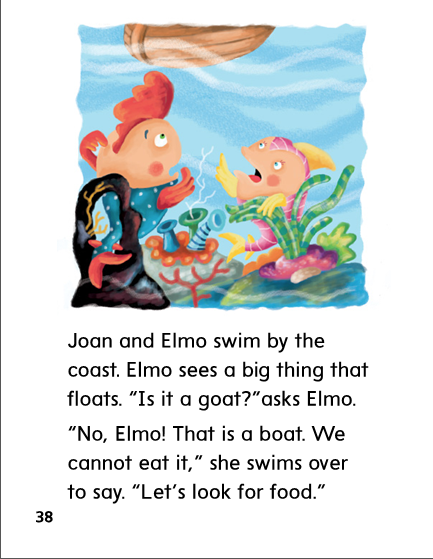 Joan and Elmo swim by the
coast. Elmo sees a big thing that
floats. “Is it a goat?”asks Elmo.
“No, Elmo! That is a boat. We
cannot eat it,” she swims over
to say. “Let’s look for food.”
38